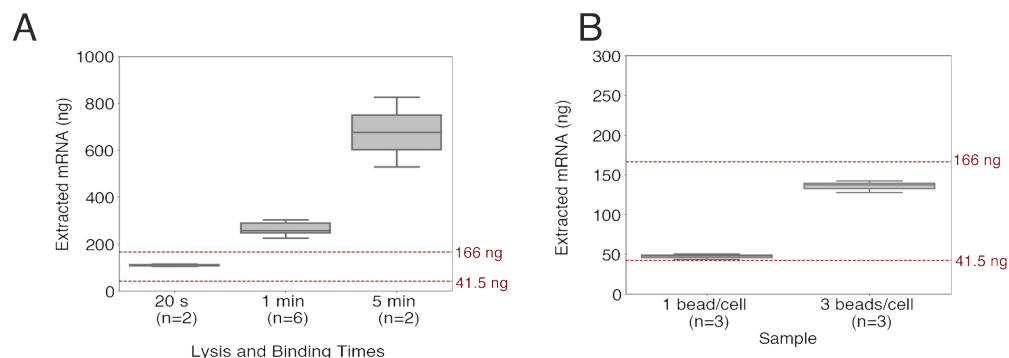 A
1000
800
600
400
200
0
Extracted mRNA (ng)
166 ng
41.5 ng
20 s
(n=2)
1 min
(n=6)
5 min
(n=2)
Lysis and Binding Times
B
300
250
200
150
100
50
0
Extracted mRNA (ng)
166 ng
41.5 ng
1 bead/cell
(n=3)
3 beads/cell
(n=3)
Sample